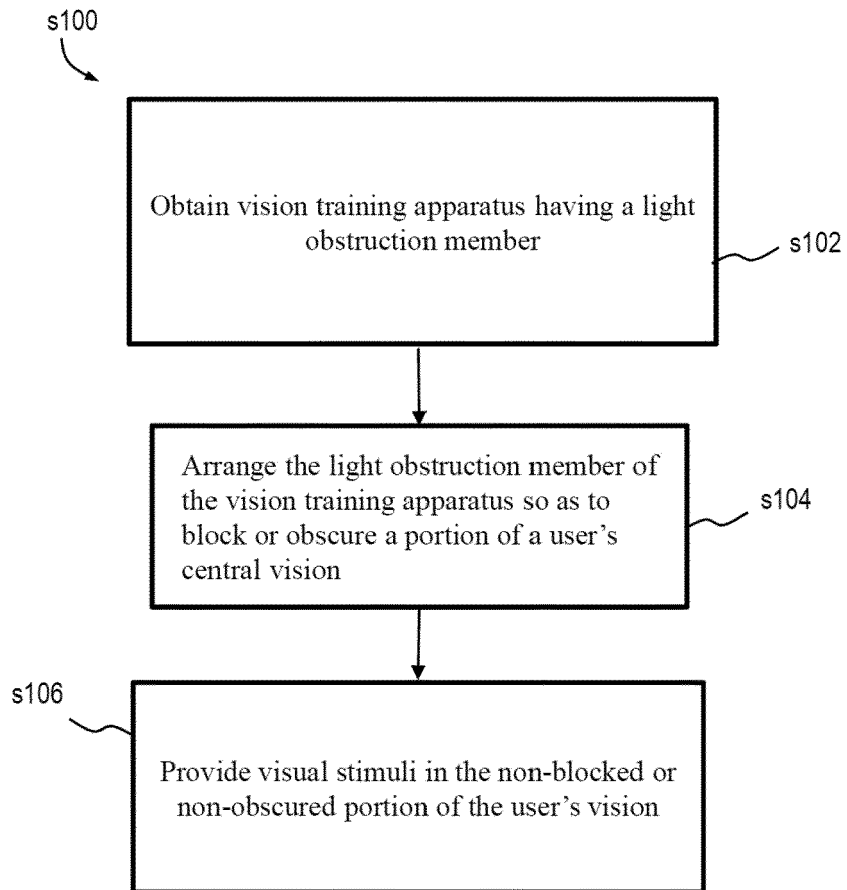 s100
Obtain vision training apparatus having a light
obstruction member
s102
Arrange the light obstruction member of
the vision training apparatus so as to
block or obscure a portion of a user's
central vision
s104
s106
Provide visual stimuli in the non-blocked or
non-obscured portion of the user's vision